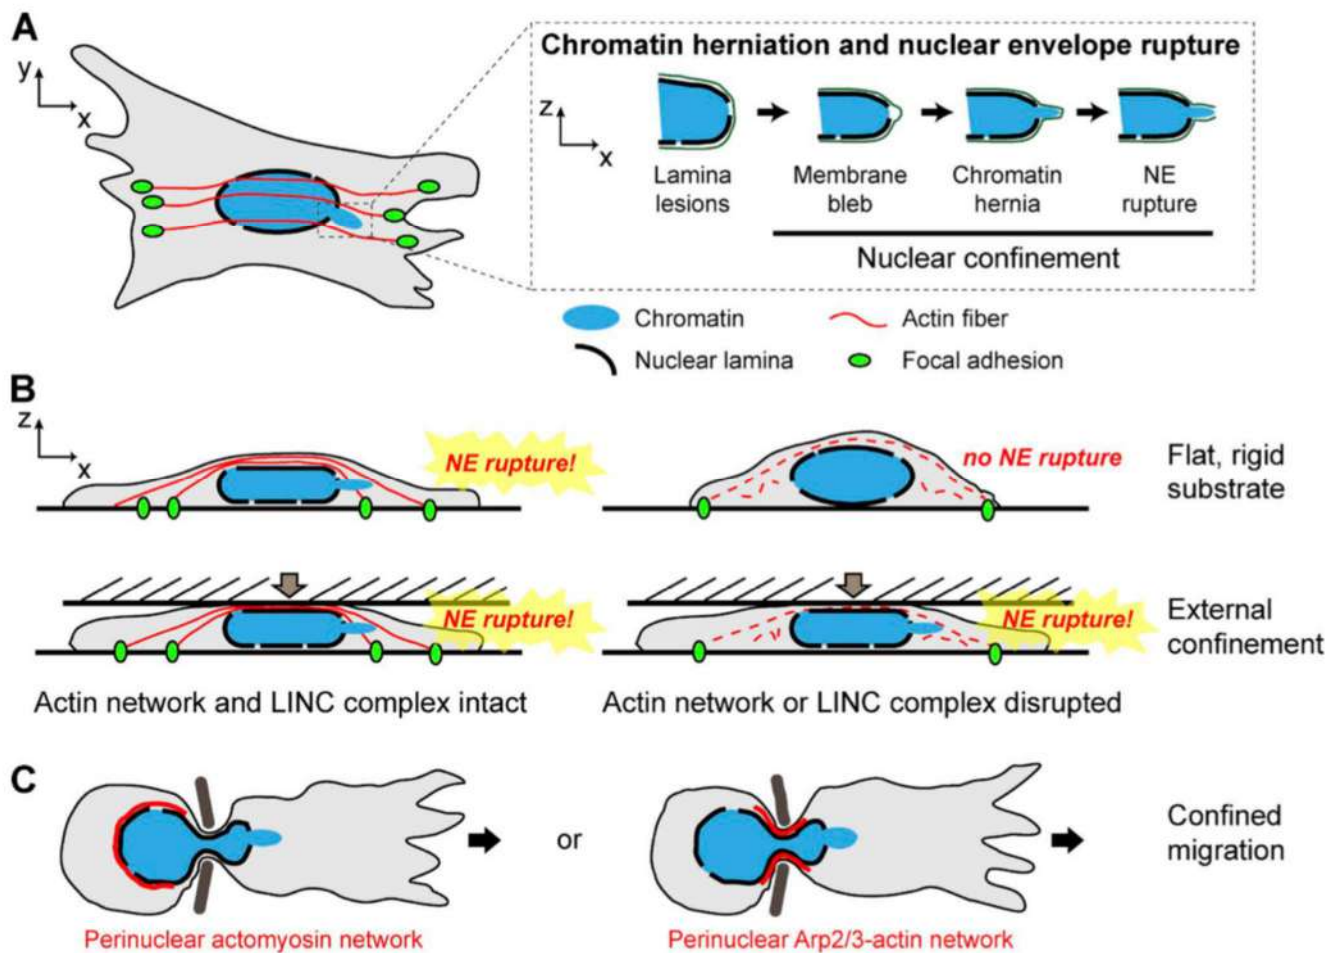 A
y
x
Chromatin herniation and nuclear envelope rupture
z
x
Lamina lesions
Membrane bleb
Chromatin hernia
NE rupture
Nuclear confinement
Chromatin
Actin fiber
Nuclear lamina
Focal adhesion
B
z
x
NE rupture!
no NE rupture
Flat, rigid
substrate
NE rupture!
NE rupture!
External
confinement
Actin network and LINC complex intact
Actin network or LINC complex disrupted
C
or
Confined
migration
Perinuclear actomyosin network
Perinuclear Arp2/3-actin network